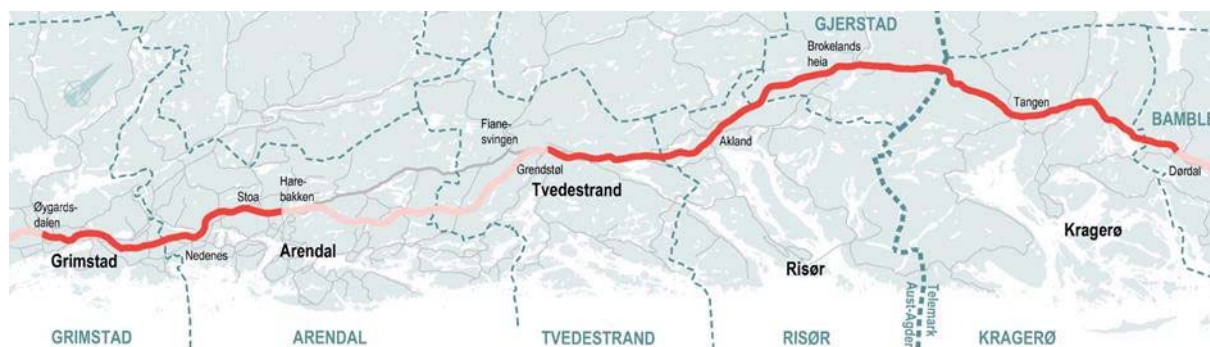 GJERSTAD
Brokelands
heia
Tangen
BAMBLE
Fiane-
svingen
Akland
Dørdal
Grendstøl
Tvedestrand
Hare-
bakken
Stoa
Øygards-
dalen
Kragerø
Arendal
Nedenes
Grimstad
Risør
Telemark
Aust-Agder
GRIMSTAD
ARENDAL
TVEDESTRAND
RISØR
KRAGERØ